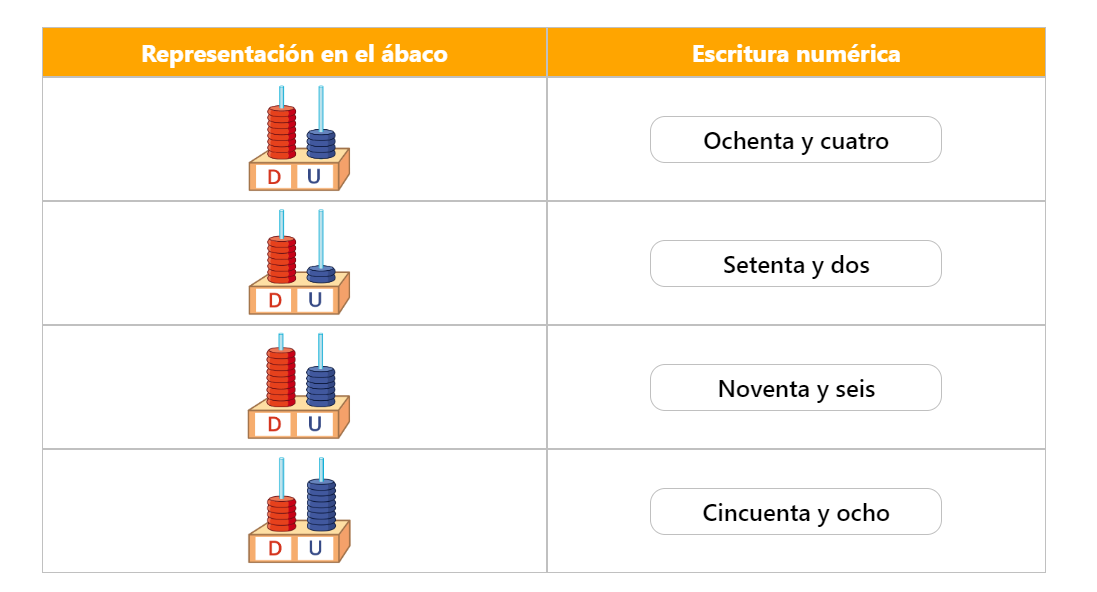 Representación en el ábaco
Escritura numérica
D U
Ochenta y cuatro
D U
Setenta y dos
D U
Noventa y seis
D U
Cincuenta y ocho